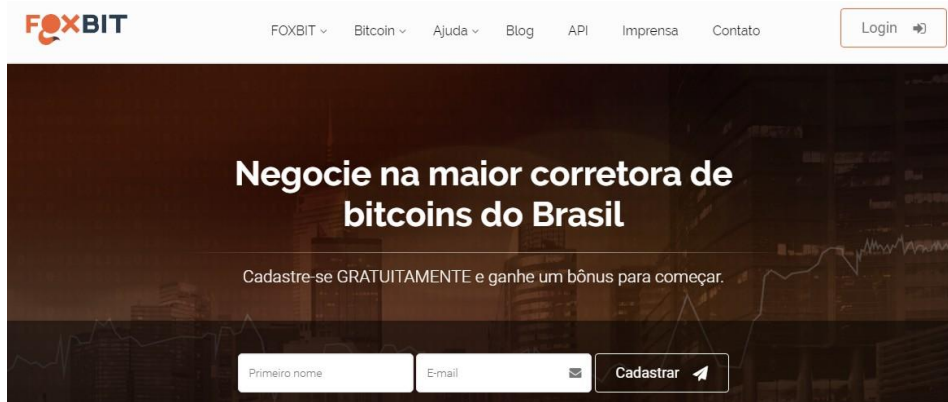 FOXBIT
FOXBIT Bitcoin Ajuda Blog API Imprensa Contato Login
Negocie na maior corretora de
bitcoins do Brasil
Cadastre-se GRATUITAMENTE e ganhe um bônus para começar.
Primeiro nome E-mail Cadastrar